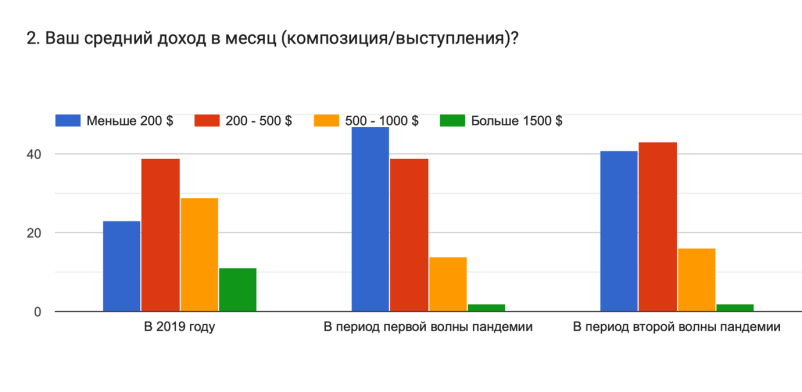 2. Ваш средний доход в месяц (композиция/выступления)?
Меньше 200 $ 200 - 500 $ 500 - 1000 $ Больше 1500 $
40
20
0
В 2019 году В период первой волны пандемии В период второй волны пандемии